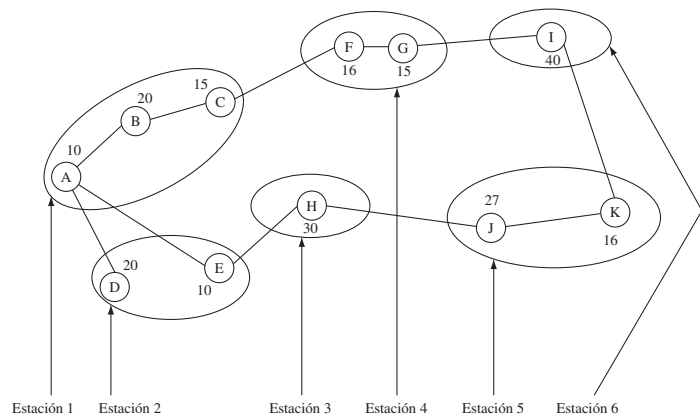 F
G
I
16
15
40
15
C
20
B
10
A
H
30
27
J
K
16
20
D
E
10
Estación 1
Estación 2
Estación 3
Estación 4
Estación 5
Estación 6